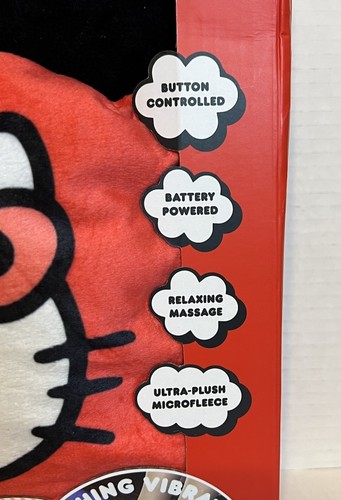 BUTTON
CONTROLLED
BATTERY
POWERED
RELAXING
MASSAGE
ULTRA-PLUSH
MICROFLEECE